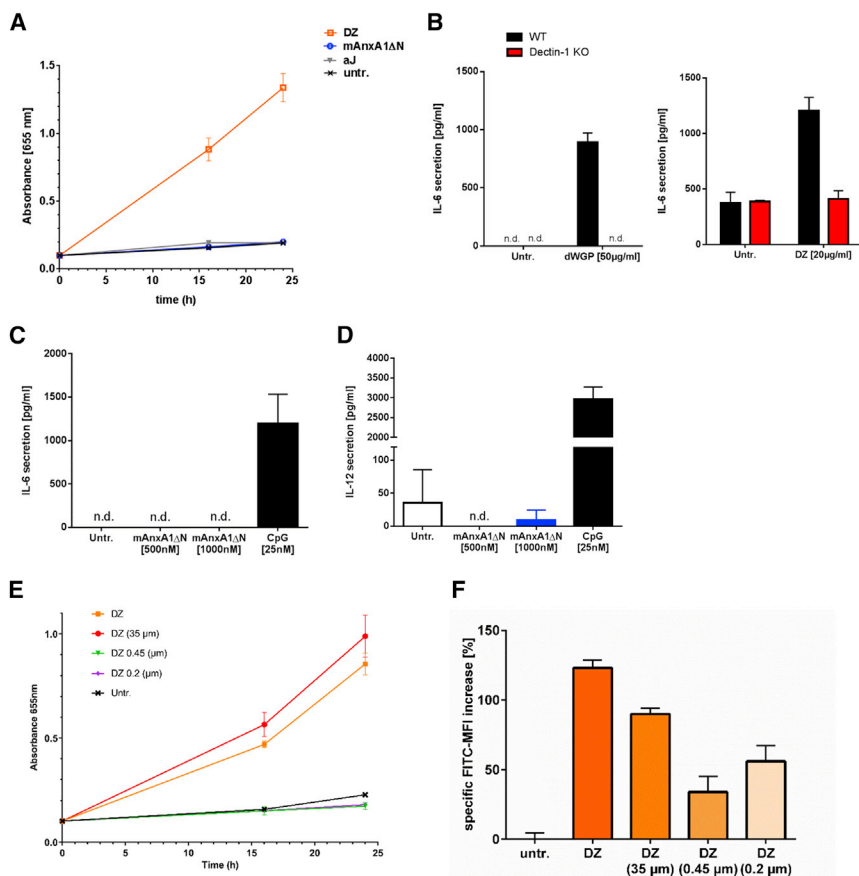 A
DZ
mAnxA1ΔN
aJ
untr.
Absorbance [655 nm]
1.5
1.0
0.5
0.0
0 5 10 15 20 25
time (h)
B
WT
Dectin-1 KO
IL-6 secretion [pg/ml]
1500
1000
500
0
n.d. n.d. n.d.
Untr. dWGP [50µg/ml]
IL-6 secretion [pg/ml]
1500
1000
500
0
Untr. DZ [20µg/ml]
C
IL-6 secretion [pg/ml]
2000
1500
1000
500
0
n.d. n.d. n.d.
Untr. mAnxA1ΔN mAnxA1ΔN CpG
[500nM] [1000nM] [25nM]
D
IL-12 secretion [pg/ml]
4000
3500
3000
2500
2000
100
50
0
n.d.
Untr. mAnxA1ΔN mAnxA1ΔN CpG
[500nM] [1000nM] [25nM]
E
DZ
DZ (35 µm)
DZ 0.45 (µm)
DZ 0.2 (µm)
Untr.
Absorbance 655nm
1.0
0.5
0.0
0 5 10 15 20 25
Time (h)
F
specific FITC-MFI increase [%]
150
100
50
0
untr. DZ DZ DZ DZ
(35 µm) (0.45 µm) (0.2 µm)